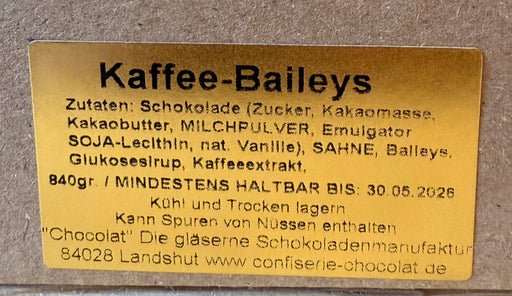 Kaffee-Baileys
Zutaten: Schokolade (Zucker, Kakaomasse,
Kakaobutter, MILCHPULVER, Emulgator
SOJA-Lecithin, nat. Vanille), SAHNE, Baileys,
Glukosesirup, Kaffeeextrakt,
840gr. / MINDESTENS HALTBAR BIS: 30.05.2026
Kühl und Trocken lagern
Kann Spuren von Nüssen enthalten
"Chocolat" Die gläserne Schokoladenmanufaktur
84028 Landshut www confiserie-chocolat de